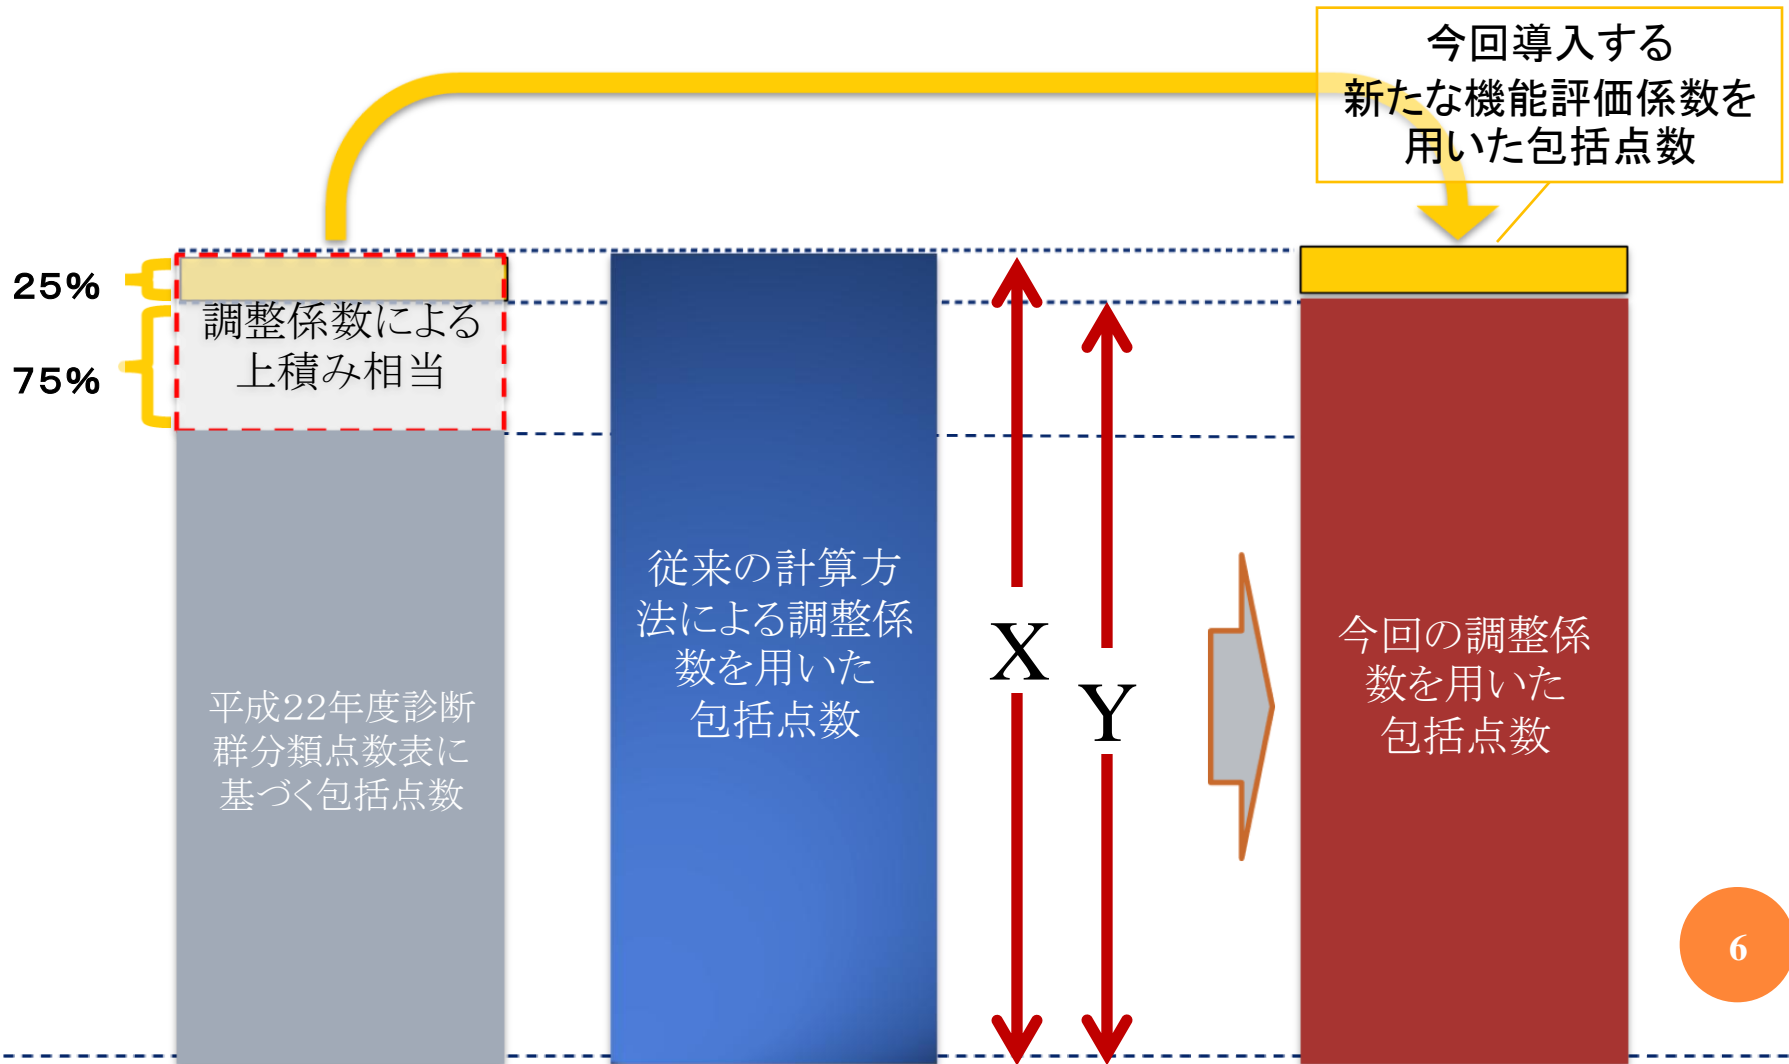 今回導入する
新たな機能評価係数を
用いた包括点数
25%
75%
調整係数による
上積み相当
平成22年度診断
群分類点数表に
基づく包括点数
従来の計算方
法による調整係
数を用いた
包括点数
X
Y
今回の調整係
数を用いた
包括点数
6